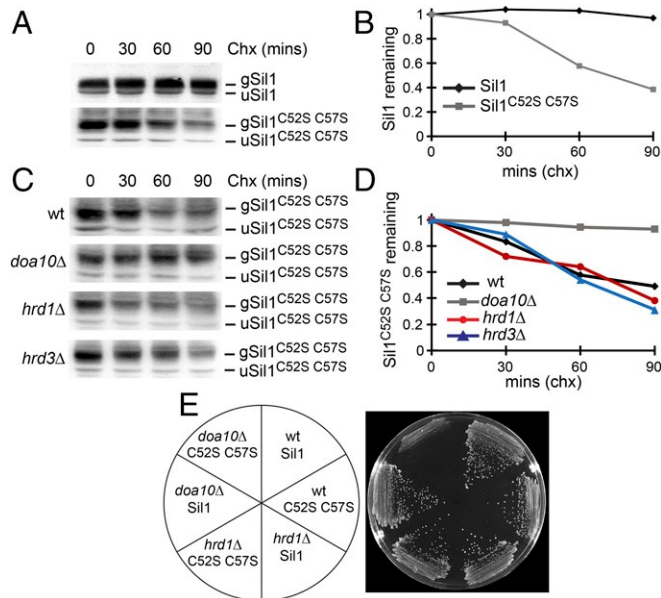 A
0 30 60 90 Chx (mins)
gSil1
uSil1
gSil1C52S C57S
uSil1C52S C57S
B
Sil1 remaining
1
0.8
0.6
0.4
0.2
0
Sil1
Sil1C52S C57S
0 30 60 90
mins (chx)
C
0 30 60 90 Chx (mins)
wt
gSil1C52S C57S
uSil1C52S C57S
doa10Δ
gSil1C52S C57S
uSil1C52S C57S
hrd1Δ
gSil1C52S C57S
uSil1C52S C57S
hrd3Δ
gSil1C52S C57S
uSil1C52S C57S
D
Sil1C52S C57S remaining
1
0.8
0.6
0.4
0.2
0
wt
doa10Δ
hrd1Δ
hrd3Δ
0 30 60 90
mins (chx)
E
doa10Δ
C52S C57S
wt
Sil1
doa10Δ
Sil1
wt
C52S C57S
hrd1Δ
C52S C57S
hrd1Δ
Sil1